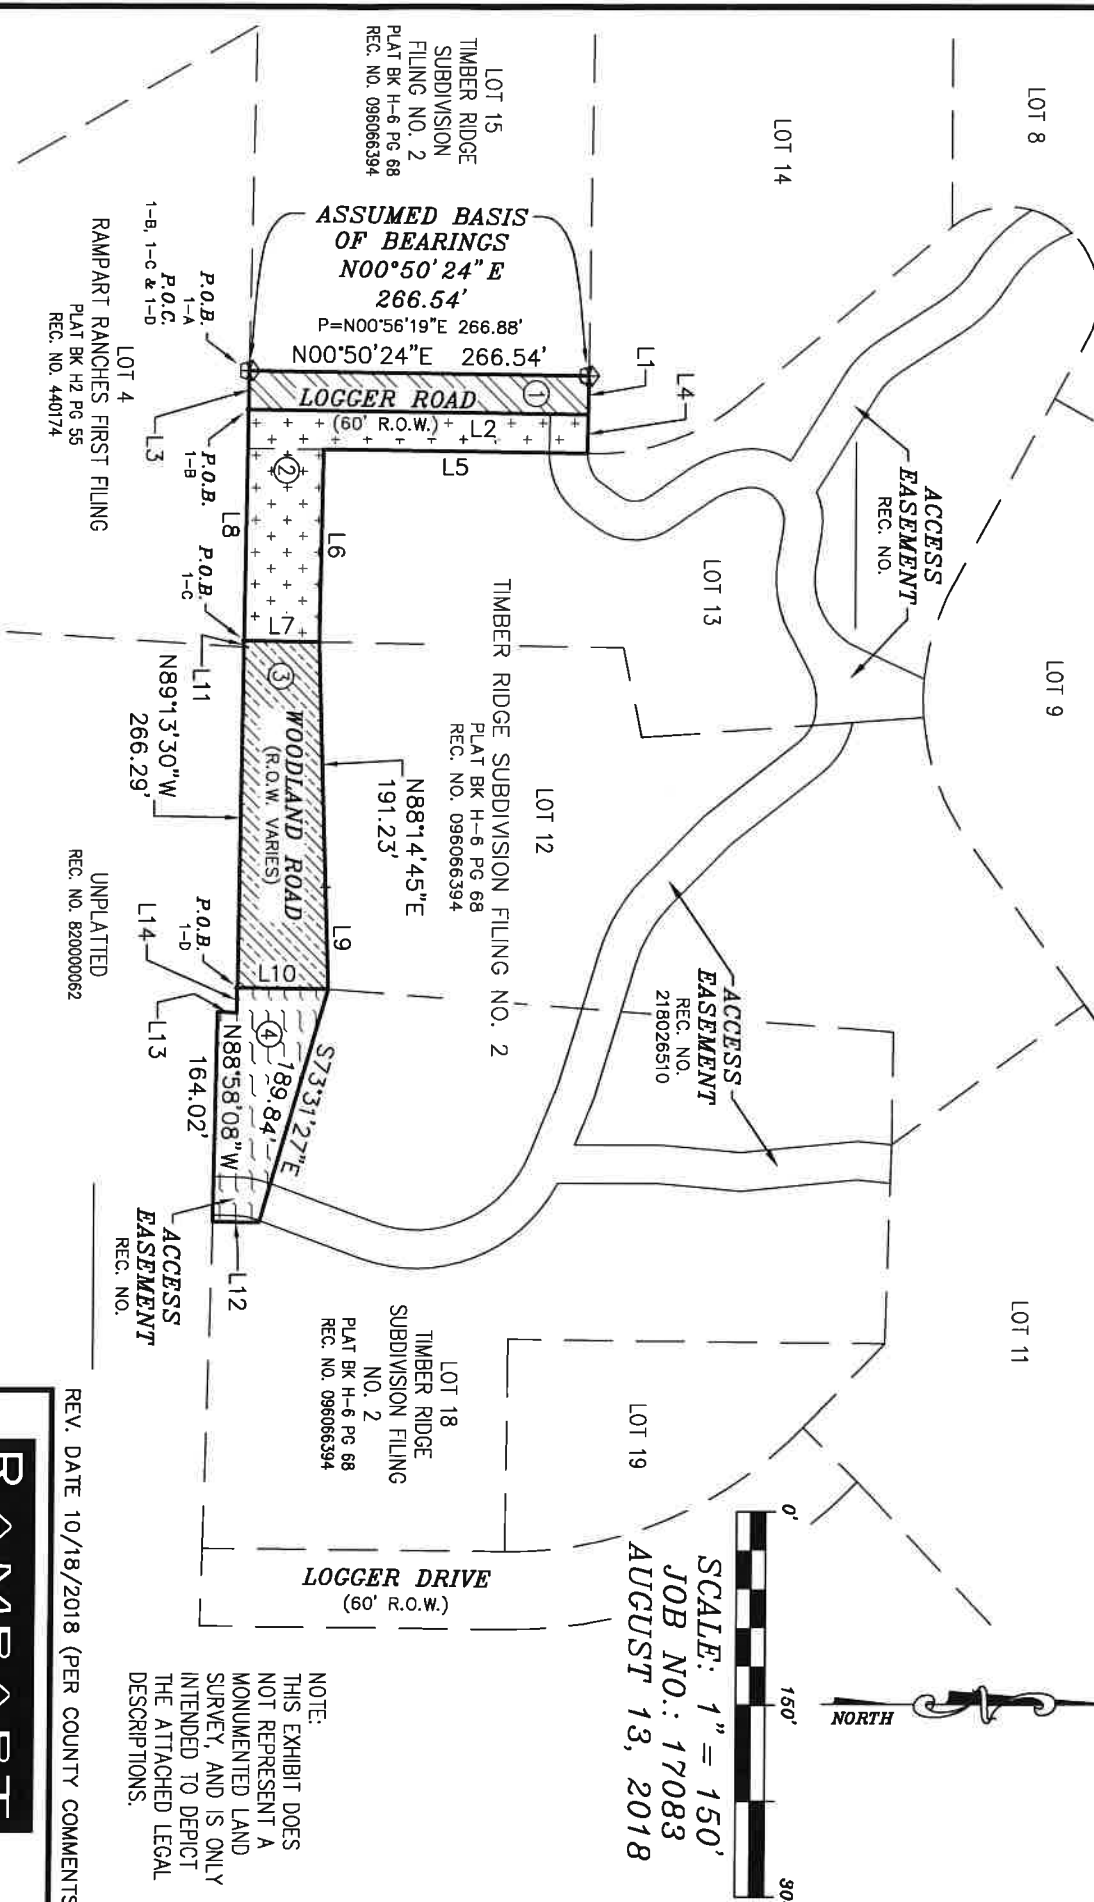 LOT 8
LOT 14
LOT 15
TIMBER RIDGE
SUBDIVISION
FILING NO. 2
PLAT BK H-6 PG 68
REC. NO. 096066394
ASSUMED BASIS
OF BEARINGS
N00°50'24"E
266.54'
P=N00°56'19"E 266.88'
N00°50'24"E 266.54'
L1
L4
1
LOGGER ROAD
(60' R.O.W.)
L2
L5
L3
P.O.B.
1-A
P.O.C.
1-B, 1-C & 1-D
LOT 4
RAMPART RANCHES FIRST FILING
PLAT BK H2 PG 55
REC. NO. 440174
P.O.B.
1-B
2
L6
L7
L8
P.O.B.
1-C
L11
ACCESS
EASEMENT
REC. NO.
LOT 13
LOT 9
LOT 12
TIMBER RIDGE SUBDIVISION FILING NO. 2
PLAT BK H-6 PG 68
REC. NO. 096066394
N88°14'45"E
191.23'
3
WOODLAND ROAD
(R.O.W. VARIES)
L9
L10
N89°13'30"W
266.29'
UNPLATTED
REC. NO. 820000062
P.O.B.
1-D
L14
L13
4
S73°31'27"E
189.84'
N88°58'08"W
164.02'
L12
ACCESS
EASEMENT
REC. NO.
ACCESS
EASEMENT
REC. NO.
218026510
LOT 11
LOT 18
TIMBER RIDGE
SUBDIVISION FILING
NO. 2
PLAT BK H-6 PG 68
REC. NO. 096066394
LOT 19
LOGGER DRIVE
(60' R.O.W.)
0'
150'
SCALE: 1" = 150'
JOB NO.: 17083
AUGUST 13, 2018
NORTH
NOTE:
THIS EXHIBIT DOES
NOT REPRESENT A
MONUMENTED LAND
SURVEY, AND IS ONLY
INTENDED TO DEPICT
THE ATTACHED LEGAL
DESCRIPTIONS.
REV. DATE 10/18/2018 (PER COUNTY COMMENTS
RAMPART